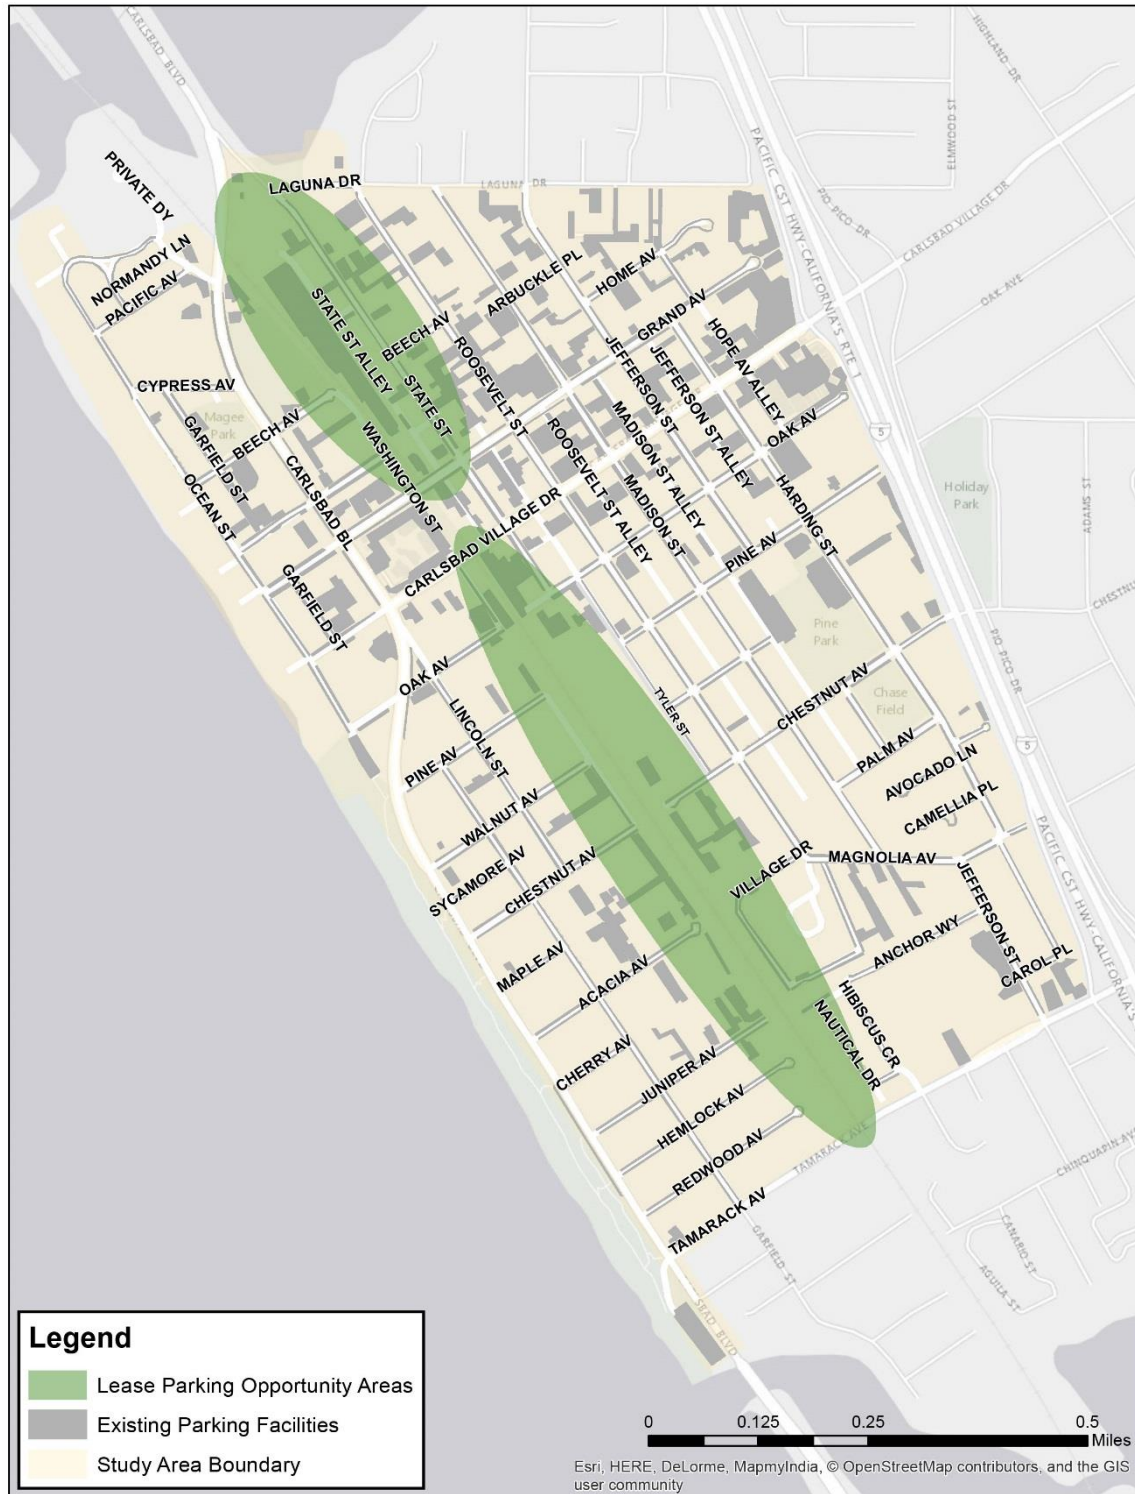 CARLSBAD BLVD
HIGHLAND DR
ELMWOOD ST
PACIFIC CST HWY-CALIFORNIA'S RTE 1
PIO PICO DR
CARLSBAD VILLAGE DR
OAK AVE
PRIVATE DY
LAGUNA DR
LAGUNA DR
NORMANDY LN
PACIFIC AV
ARBUCKLE PL
HOME AV
GRAND AV
STATE ST ALLEY
BEECH AV
STATE ST
ROOSEVELT ST
JEFFERSON ST
JEFFERSON ST ALLEY
HOPE AV ALLEY
CYPRESS AV
Magee
Park
GARFIELD ST
BEECH AV
WASHINGTON ST
OCEAN ST
CARLSBAD BL
ROOSEVELT ST ALLEY
MADISON ST ALLEY
MADISON ST
OAK AV
HARDING ST
5
Holiday
Park
ADAMS ST
CARLSBAD VILLAGE DR
PINE AV
GARFIELD ST
Pine
Park
CHESTNUT
OAK AV
LINCOLN ST
TYLER ST
CHESTNUT AV
Chase
Field
PIO PICO DR
PINE AV
PALM AV
AVOCADO LN
5
WALNUT AV
CAMELLIA PL
SYCAMORE AV
CHESTNUT AV
VILLAGE DR
MAGNOLIA AV
PACIFIC CST HWY-CALIFORNIA'S
JEFFERSON ST
MAPLE AV
ACACIA AV
ANCHOR WY
CAROL PL
HIBISCUS CR
NAUTICAL DR
CHERRY AV
JUNIPER AV
HEMLOCK AV
REDWOOD AV
TAMARACK AVE
CHINQUAPIN AVE
TAMARACK AV
GARFIELD ST
CANARIO ST
AGUILA ST
SBAD BLVD
Legend
Lease Parking Opportunity Areas
Existing Parking Facilities
Study Area Boundary
0 0.125 0.25 0.5
Miles
Esri, HERE, DeLorme, MapmyIndia, © OpenStreetMap contributors, and the GIS
user community